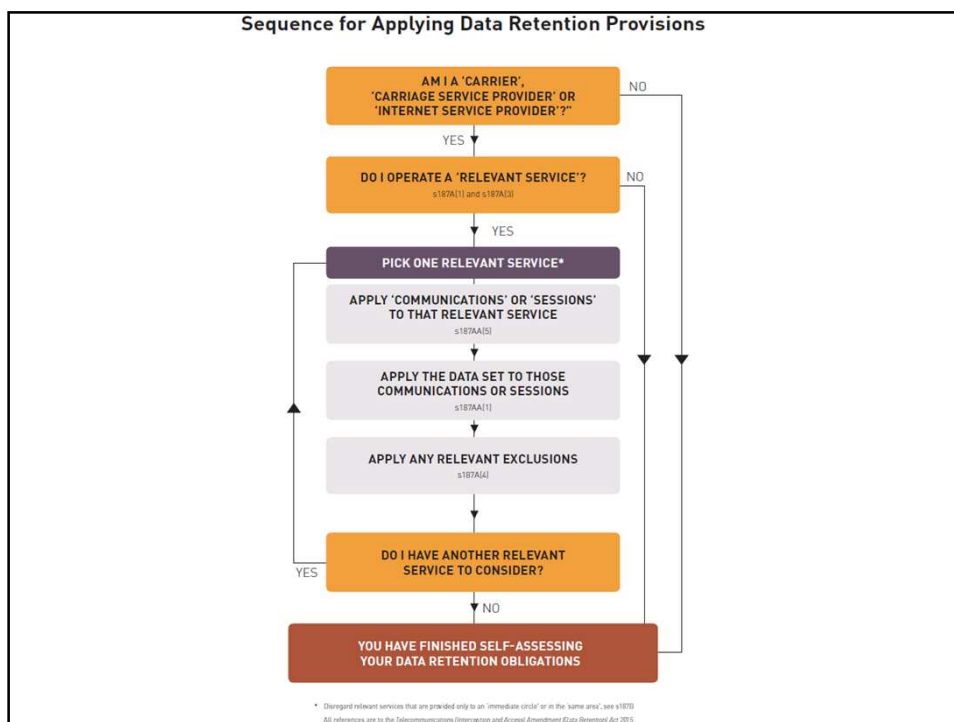 Sequence for Applying Data Retention Provisions
AM I A 'CARRIER',
'CARRIAGE SERVICE PROVIDER' OR
'INTERNET SERVICE PROVIDER'?"
NO
YES
DO I OPERATE A 'RELEVANT SERVICE'?
s187A(1) and s187A(3)
NO
YES
PICK ONE RELEVANT SERVICE*
APPLY 'COMMUNICATIONS' OR 'SESSIONS'
TO THAT RELEVANT SERVICE
s187AA(5)
APPLY THE DATA SET TO THOSE
COMMUNICATIONS OR SESSIONS
s187AA(1)
APPLY ANY RELEVANT EXCLUSIONS
s187A(4)
DO I HAVE ANOTHER RELEVANT
SERVICE TO CONSIDER?
YES
NO
YOU HAVE FINISHED SELF-ASSESSING
YOUR DATA RETENTION OBLIGATIONS
* Disregard relevant services that are provided only to an 'immediate circle' or in the 'same area', see s187B
All references are to the Telecommunications (Interception and Access) Amendment (Data Retention) Act 2015